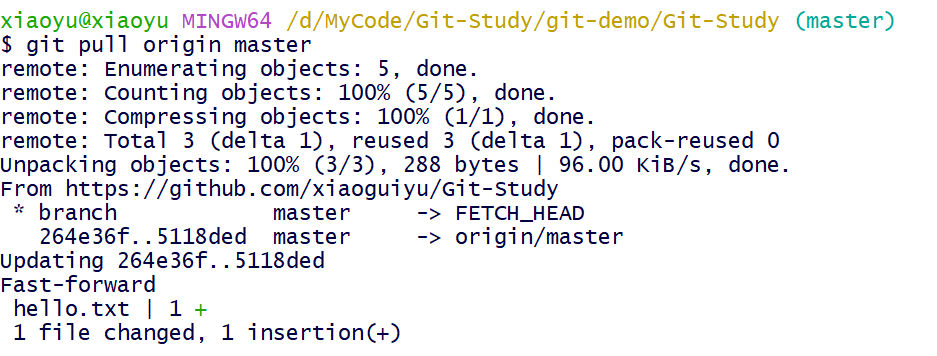 xiaoyu@xiaoyu MINGW64 /d/MyCode/Git-Study/git-demo/Git-Study (master)
$ git pull origin master
remote: Enumerating objects: 5, done.
remote: Counting objects: 100% (5/5), done.
remote: Compressing objects: 100% (1/1), done.
remote: Total 3 (delta 1), reused 3 (delta 1), pack-reused 0
Unpacking objects: 100% (3/3), 288 bytes | 96.00 KiB/s, done.
From https://github.com/xiaoguiyu/Git-Study
 * branch            master     -> FETCH_HEAD
   264e36f..5118ded  master     -> origin/master
Updating 264e36f..5118ded
Fast-forward
 hello.txt | 1 +
 1 file changed, 1 insertion(+)